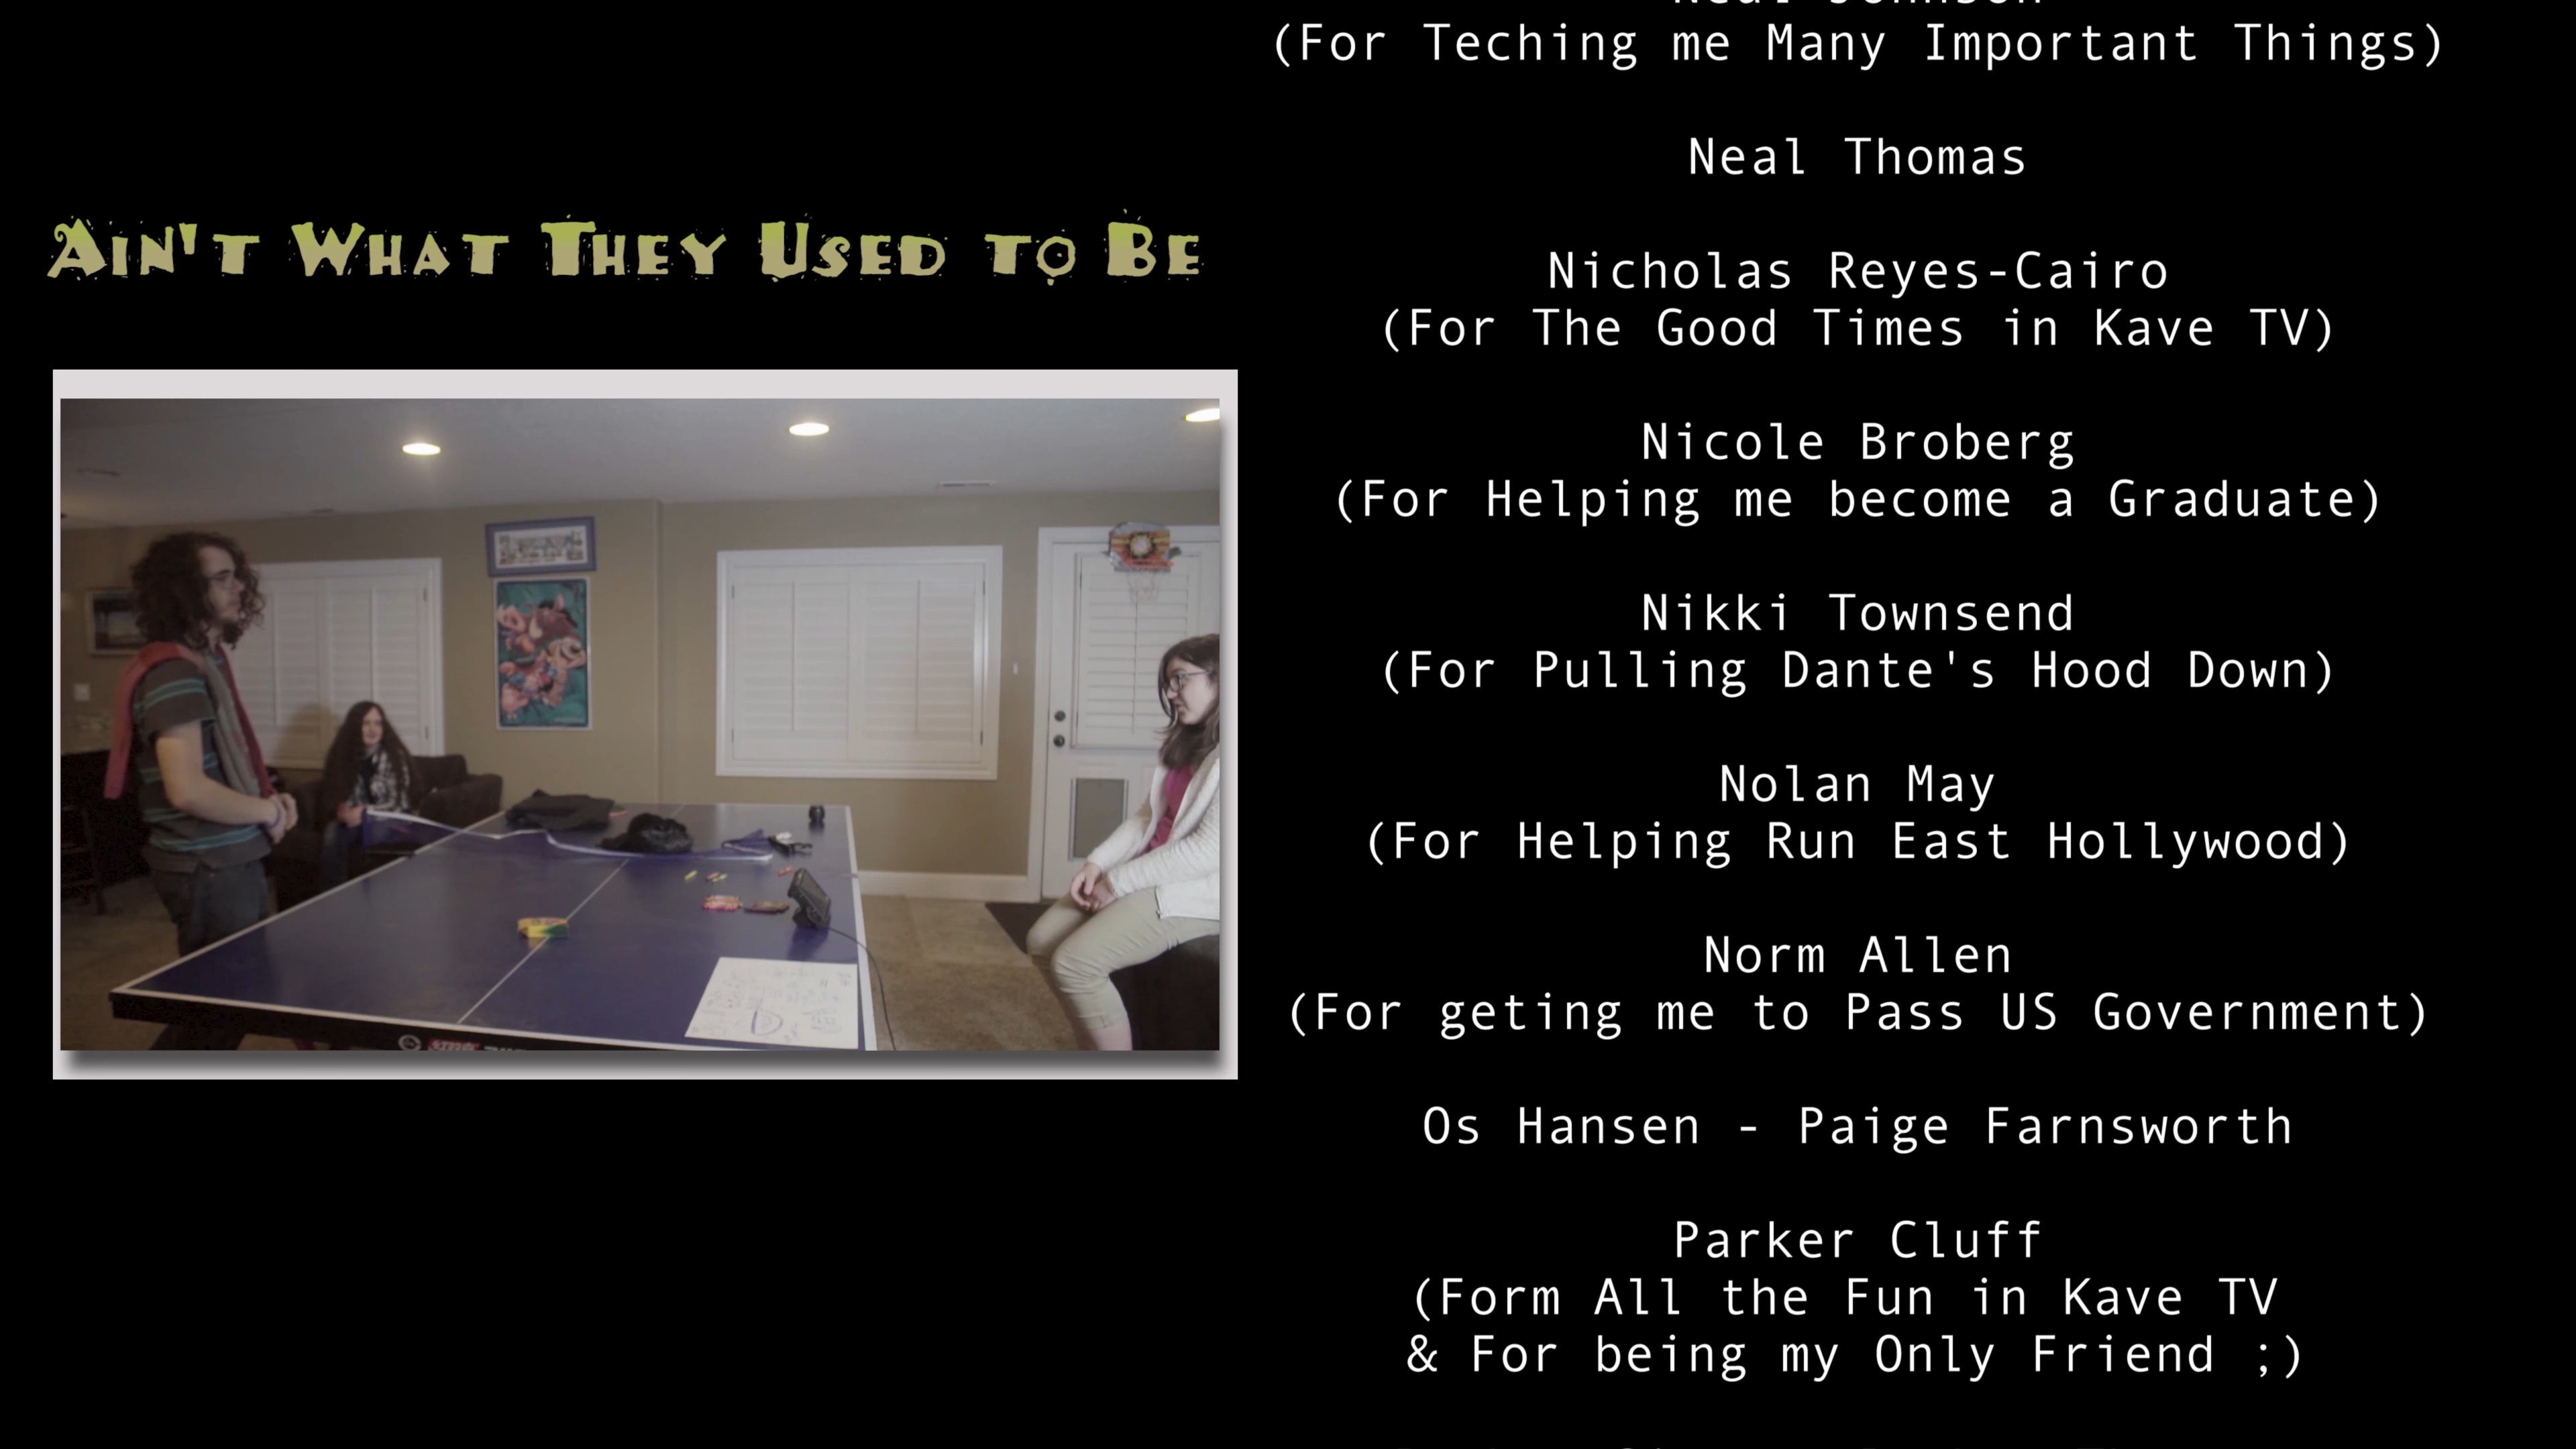 AIN'T WHAT THEY USED TO BE
(For Teching me Many Important Things)
Neal Thomas
Nicholas Reyes-Cairo
(For The Good Times in Kave TV)
Nicole Broberg
(For Helping me become a Graduate)
Nikki Townsend
(For Pulling Dante's Hood Down)
Nolan May
(For Helping Run East Hollywood)
Norm Allen
(For geting me to Pass US Government)
Os Hansen - Paige Farnsworth
Parker Cluff
(Form All the Fun in Kave TV
& For being my Only Friend ;)